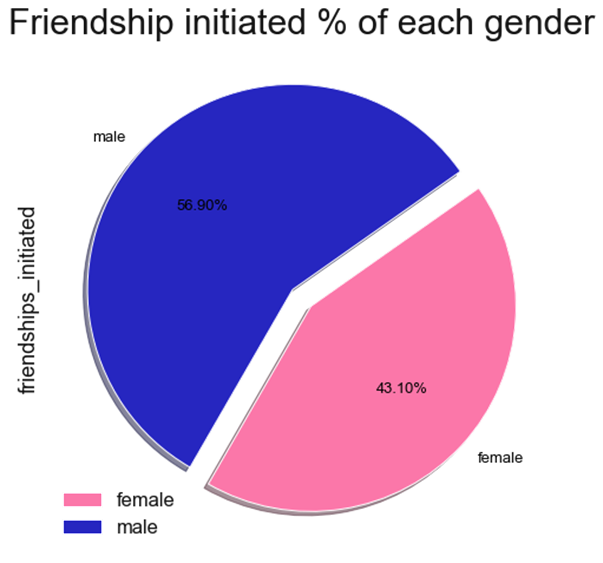 Friendship initiated % of each gender
male
56.90%
friendships_initiated
43.10%
female
female
male